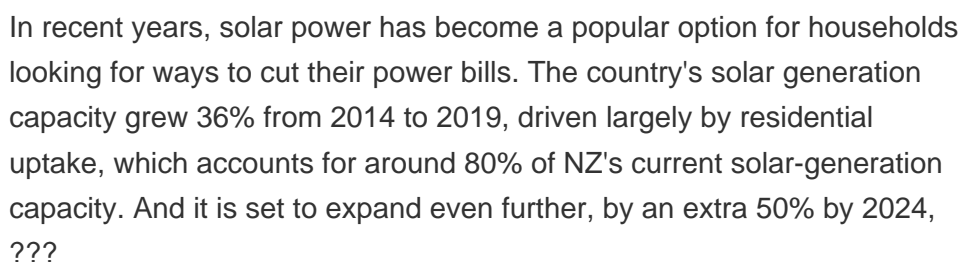 In recent years, solar power has become a popular option for households
looking for ways to cut their power bills. The country's solar generation
capacity grew 36% from 2014 to 2019, driven largely by residential
uptake, which accounts for around 80% of NZ's current solar-generation
capacity. And it is set to expand even further, by an extra 50% by 2024,
???